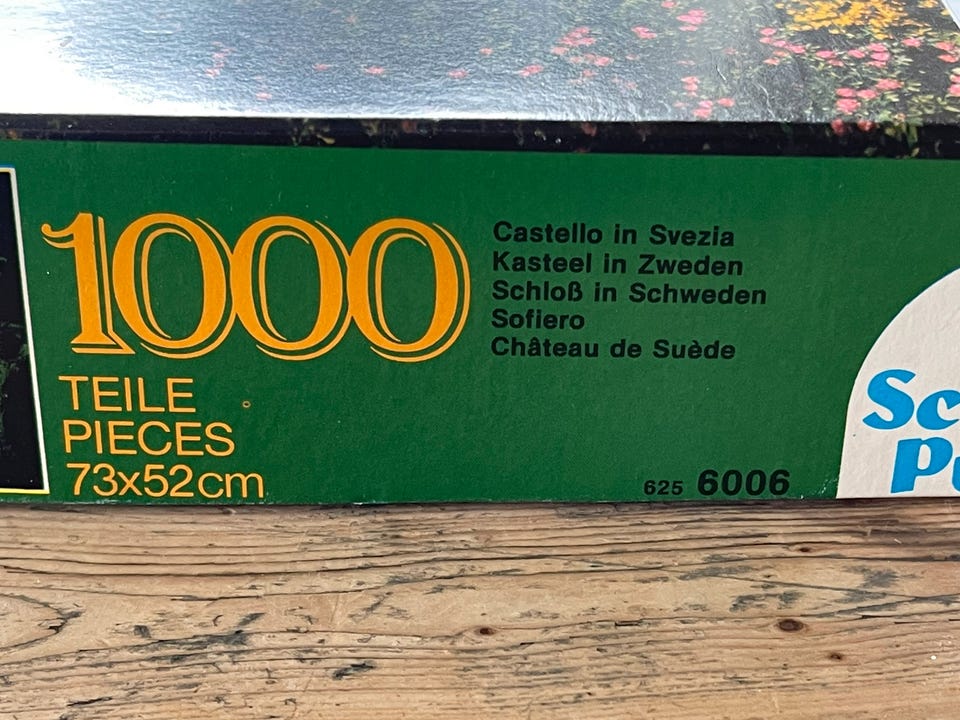 1000
TEILE
PIECES
73x52cm
Castello in Svezia
Kasteel in Zweden
Schloß in Schweden
Sofiero
Château de Suède
625 6006